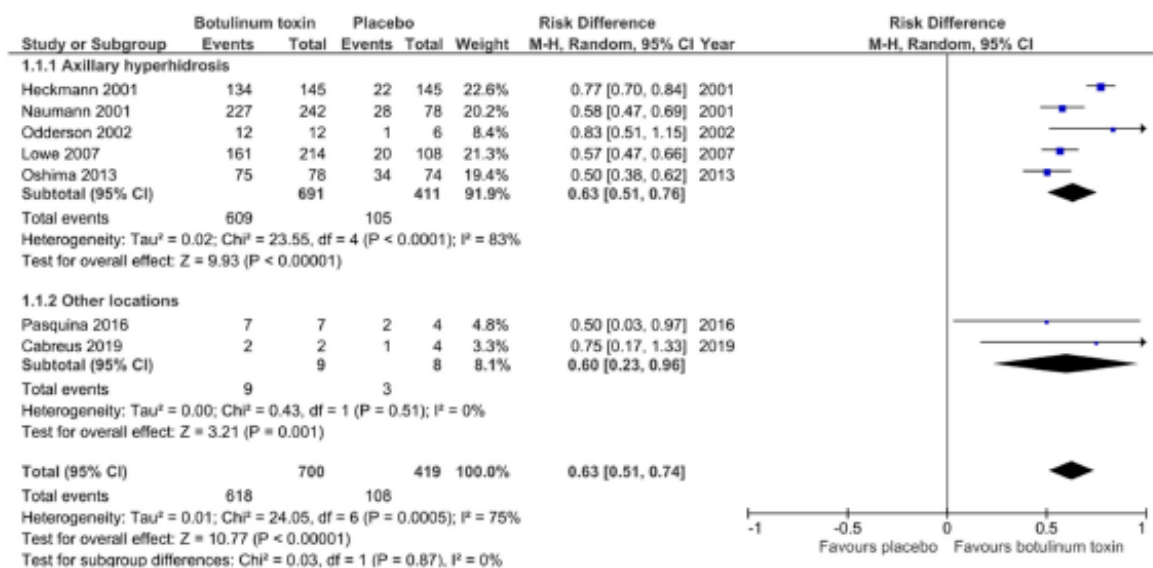 Botulinum toxin Placebo Risk Difference Risk Difference
Study or Subgroup Events Total Events Total Weight M-H, Random, 95% CI Year M-H, Random, 95% CI
1.1.1 Axillary hyperhidrosis
Heckmann 2001 134 145 22 145 22.6% 0.77 [0.70, 0.84] 2001
Naumann 2001 227 242 28 78 20.2% 0.58 [0.47, 0.69] 2001
Odderson 2002 12 12 1 6 8.4% 0.83 [0.51, 1.15] 2002
Lowe 2007 161 214 20 108 21.3% 0.57 [0.47, 0.66] 2007
Oshima 2013 75 78 34 74 19.4% 0.50 [0.38, 0.62] 2013
Subtotal (95% CI) 691 411 91.9% 0.63 [0.51, 0.76]
Total events 609 105
Heterogeneity: Tau² = 0.02; Chi² = 23.55, df = 4 (P < 0.0001); I² = 83%
Test for overall effect: Z = 9.93 (P < 0.00001)
1.1.2 Other locations
Pasquina 2016 7 7 2 4 4.8% 0.50 [0.03, 0.97] 2016
Cabreus 2019 2 2 1 4 3.3% 0.75 [0.17, 1.33] 2019
Subtotal (95% CI) 9 8 8.1% 0.60 [0.23, 0.96]
Total events 9 3
Heterogeneity: Tau² = 0.00; Chi² = 0.43, df = 1 (P = 0.51); I² = 0%
Test for overall effect: Z = 3.21 (P = 0.001)
Total (95% CI) 700 419 100.0% 0.63 [0.51, 0.74]
Total events 618 108
Heterogeneity: Tau² = 0.01; Chi² = 24.05, df = 6 (P = 0.0005); I² = 75%
Test for overall effect: Z = 10.77 (P < 0.00001)
Test for subgroup differences: Chi² = 0.03, df = 1 (P = 0.87), I² = 0%
-1 -0.5 0 0.5 1
Favours placebo Favours botulinum toxin